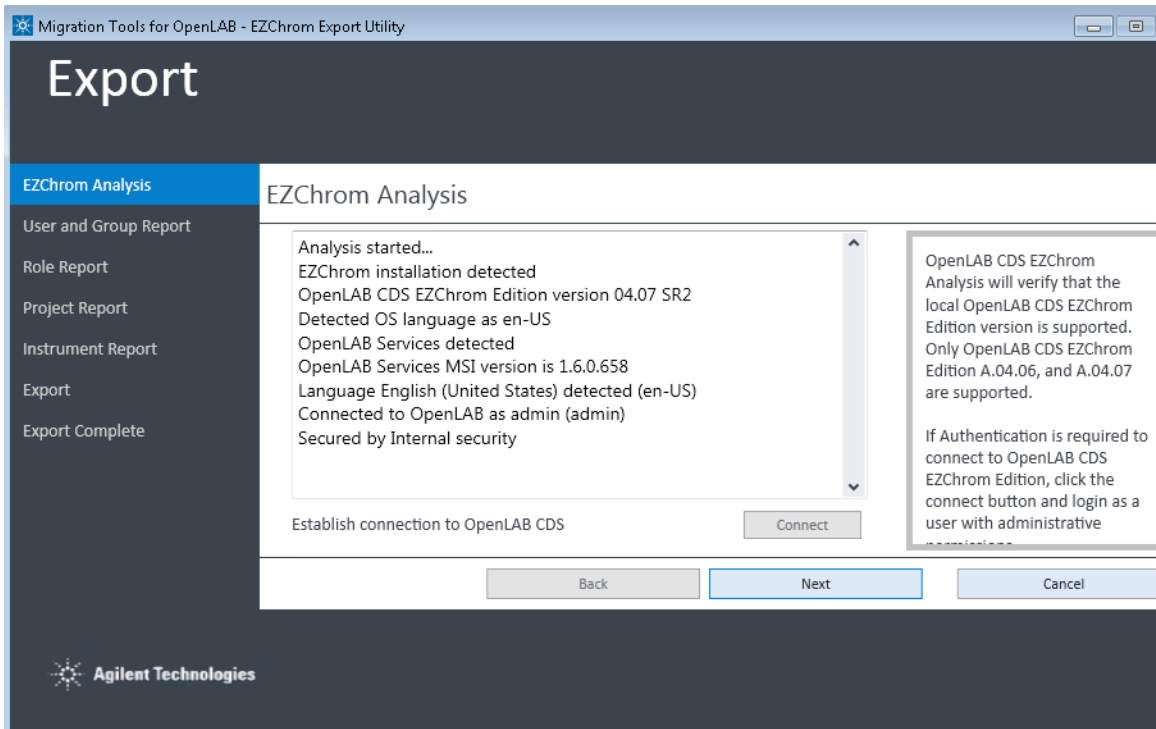 Migration Tools for OpenLAB - EZChrom Export Utility
Export
EZChrom Analysis
User and Group Report
Role Report
Project Report
Instrument Report
Export
Export Complete
EZChrom Analysis
Analysis started...
EZChrom installation detected
OpenLAB CDS EZChrom Edition version 04.07 SR2
Detected OS language as en-US
OpenLAB Services detected
OpenLAB Services MSI version is 1.6.0.658
Language English (United States) detected (en-US)
Connected to OpenLAB as admin (admin)
Secured by Internal security
Establish connection to OpenLAB CDS
Connect
OpenLAB CDS EZChrom
Analysis will verify that the
local OpenLAB CDS EZChrom
Edition version is supported.
Only OpenLAB CDS EZChrom
Edition A.04.06, and A.04.07
are supported.
If Authentication is required to
connect to OpenLAB CDS
EZChrom Edition, click the
connect button and login as a
user with administrative
Back
Next
Cancel
Agilent Technologies